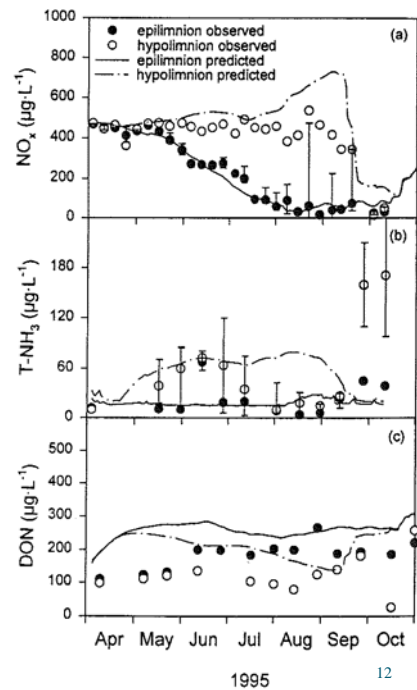 1000
800
600
400
200
0
NOx (µg·L⁻¹)
● epilimnion observed
○ hypolimnion observed
epilimnion predicted
hypolimnion predicted
(a)
180
120
60
0
T-NH₃ (µg·L⁻¹)
(b)
500
400
300
200
100
0
DON (µg·L⁻¹)
(c)
Apr May Jun Jul Aug Sep Oct
1995
12